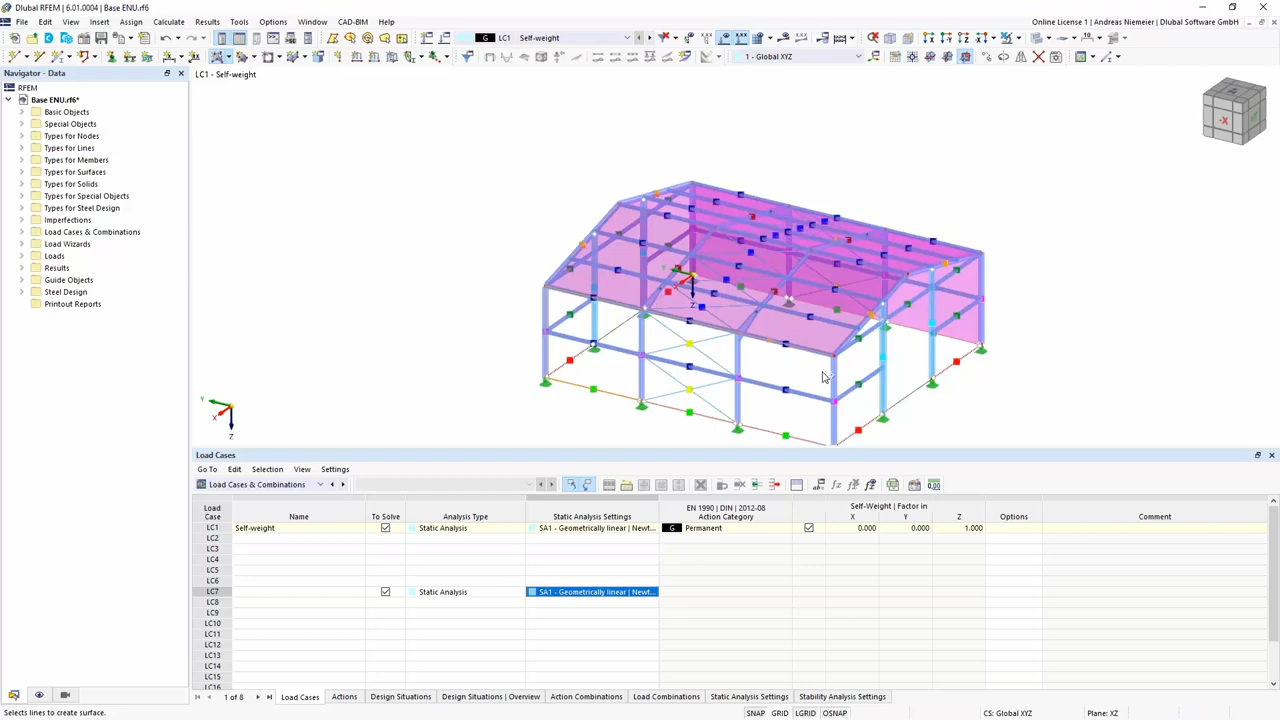 Dlubal RFEM | 6.01.0004 | Base ENU.rf6*
File Edit View Insert Assign Calculate Results Tools Options Window CAD-BIM Help
Online License 1 | Andreas Niemeier | Dlubal Software GmbH
G LC1 Self-weight
1 - Global XYZ
Navigator - Data
LC1 - Self-weight
RFEM
Base ENU.rf6*
Basic Objects
Special Objects
Types for Nodes
Types for Lines
Types for Members
Types for Surfaces
Types for Solids
Types for Special Objects
Types for Steel Design
Imperfections
Load Cases & Combinations
Load Wizards
Loads
Results
Guide Objects
Steel Design
Printout Reports
-X
Z
Y
X
Z
Load Cases
Go To Edit Selection View Settings
Load Cases & Combinations
Load Case Name To Solve Analysis Type Static Analysis Settings EN 1990 | DIN | 2012-08 Action Category Self-Weight | Factor in X Y Z Options Comment
LC1 Self-weight Static Analysis SA1 - Geometrically linear | Newt... G Permanent 0.000 0.000 1.000
LC2
LC3
LC4
LC5
LC6
LC7 Static Analysis SA1 - Geometrically linear | Newt...
LC8
LC9
LC10
LC11
LC12
LC13
LC14
LC15
LC16
1 of 8 Load Cases Actions Design Situations Design Situations | Overview Action Combinations Load Combinations Static Analysis Settings Stability Analysis Settings
Selects lines to create surface.
SNAP GRID LGRID OSNAP CS: Global XYZ Plane: XZ